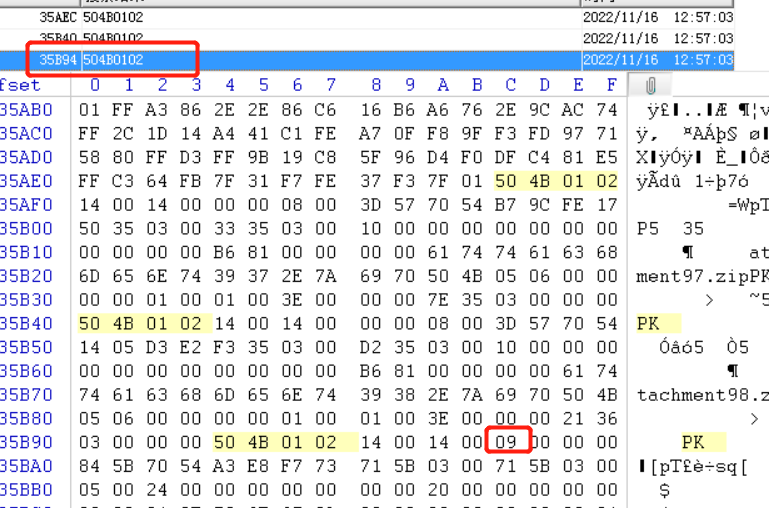 35AEC 504B0102 2022/11/16 12:57:03
35B40 504B0102 2022/11/16 12:57:03
35B94 504B0102 2022/11/16 12:57:03
fset 0 1 2 3 4 5 6 7 8 9 A B C D E F
35AB0 01 FF A3 86 2E 2E 86 C6 16 B6 A6 76 2E 9C AC 74
35AC0 FF 2C 1D 14 A4 41 C1 FE A7 0F F8 9F F3 FD 97 71
35AD0 58 80 FF D3 FF 9B 19 C8 5F 96 D4 F0 DF C4 81 E5
35AE0 FF C3 64 FB 7F 31 F7 FE 37 F3 7F 01 50 4B 01 02
35AF0 14 00 14 00 00 00 08 00 3D 57 70 54 B7 9C FE 17 =WpT
35B00 50 35 03 00 33 35 03 00 10 00 00 00 00 00 00 00 P5 35
35B10 00 00 00 00 B6 81 00 00 00 00 61 74 74 61 63 68 ¶ at
35B20 6D 65 6E 74 39 37 2E 7A 69 70 50 4B 05 06 00 00 ment97.zipPK
35B30 00 00 01 00 01 00 3E 00 00 00 7E 35 03 00 00 00 > ~5
35B40 50 4B 01 02 14 00 14 00 00 00 08 00 3D 57 70 54 PK
35B50 14 05 D3 E2 F3 35 03 00 D2 35 03 00 10 00 00 00 Óâó5 Ò5
35B60 00 00 00 00 00 00 00 00 B6 81 00 00 00 00 61 74 ¶
35B70 74 61 63 68 6D 65 6E 74 39 38 2E 7A 69 70 50 4B tachment98.z
35B80 05 06 00 00 00 00 01 00 01 00 3E 00 00 00 21 36 >
35B90 03 00 00 00 50 4B 01 02 14 00 14 00 09 00 00 00 PK
35BA0 84 5B 70 54 A3 E8 F7 73 71 5B 03 00 71 5B 03 00 [pT£è÷sq[
35BB0 05 00 24 00 00 00 00 00 00 00 20 00 00 00 00 00 $